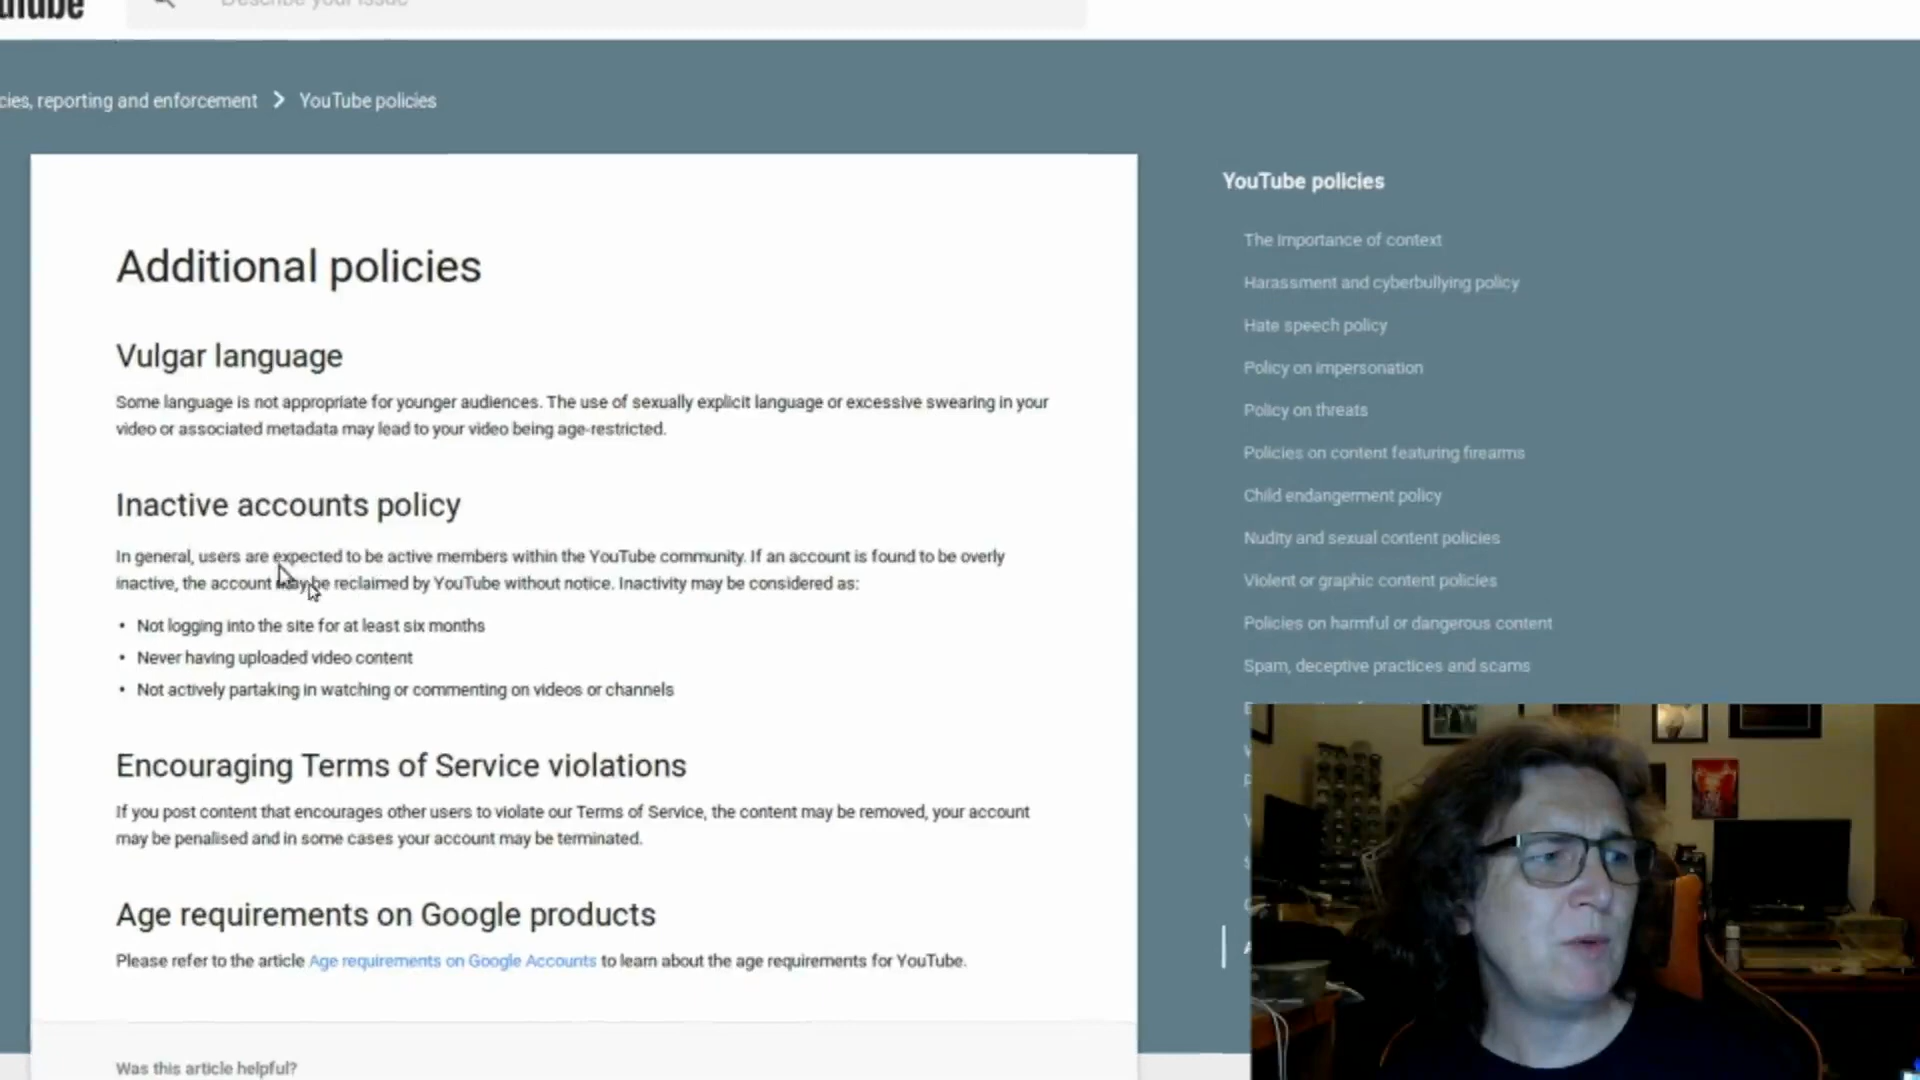 Describe your issue
reporting and enforcement > YouTube policies
Additional policies
Vulgar language
Some language is not appropriate for younger audiences. The use of sexually explicit language or excessive swearing in your
video or associated metadata may lead to your video being age-restricted.
Inactive accounts policy
In general, users are expected to be active members within the YouTube community. If an account is found to be overly
inactive, the account may be reclaimed by YouTube without notice. Inactivity may be considered as:
• Not logging into the site for at least six months
• Never having uploaded video content
• Not actively partaking in watching or commenting on videos or channels
Encouraging Terms of Service violations
If you post content that encourages other users to violate our Terms of Service, the content may be removed, your account
may be penalised and in some cases your account may be terminated.
Age requirements on Google products
Please refer to the article Age requirements on Google Accounts to learn about the age requirements for YouTube.
Was this article helpful?
YouTube policies
The Importance of context
Harassment and cyberbullying policy
Hate speech policy
Policy on impersonation
Policy on threats
Policies on content featuring firearms
Child endangerment policy
Nudity and sexual content policies
Violent or graphic content policies
Policies on harmful or dangerous content
Spam, deceptive practices and scams